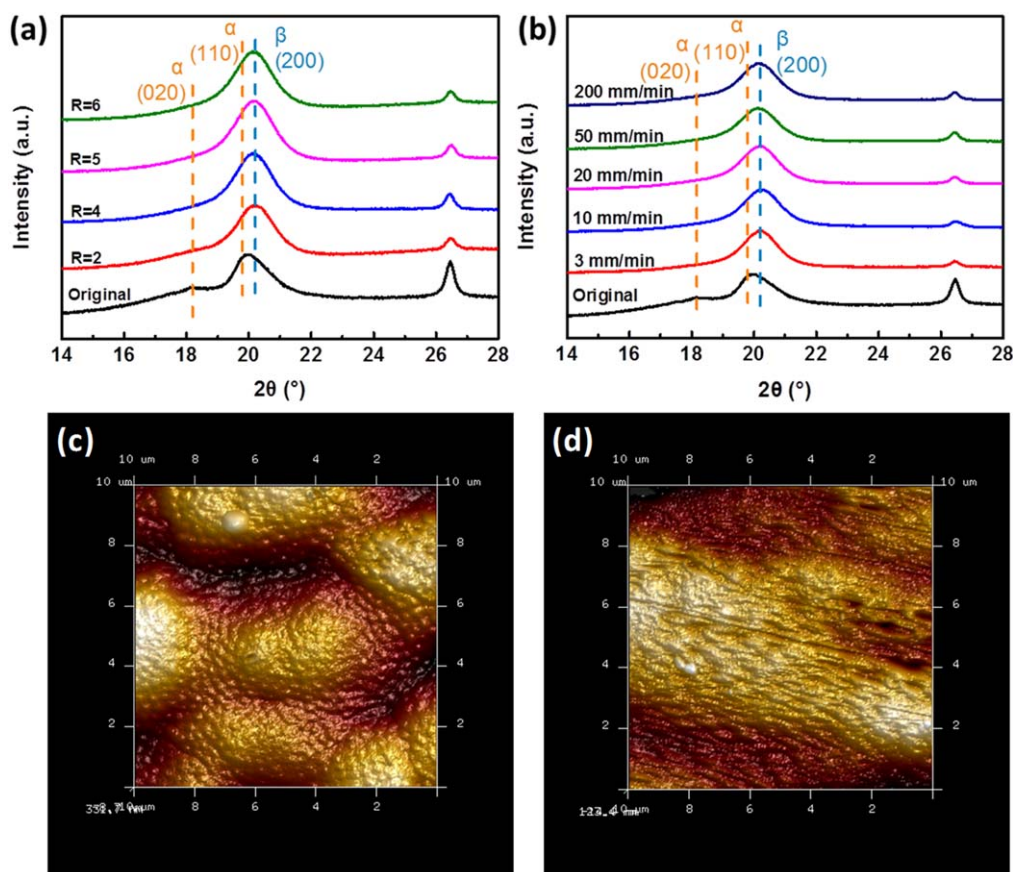 (a)
α
(110)
α
(020)
β
(200)
R=6
R=5
R=4
R=2
Original
Intensity (a.u.)
14 16 18 20 22 24 26 28
2θ (°)
(b)
α
(110)
α
(020)
β
(200)
200 mm/min
50 mm/min
20 mm/min
10 mm/min
3 mm/min
Original
Intensity (a.u.)
14 16 18 20 22 24 26 28
2θ (°)
(c)
10 um 8 6 4 2
10 um 10 um
8 8
6 6
4 4
2 2
8 6 4 2
(d)
10 um 8 6 4 2
10 um 10 um
8 8
6 6
4 4
2 2
8 6 4 2